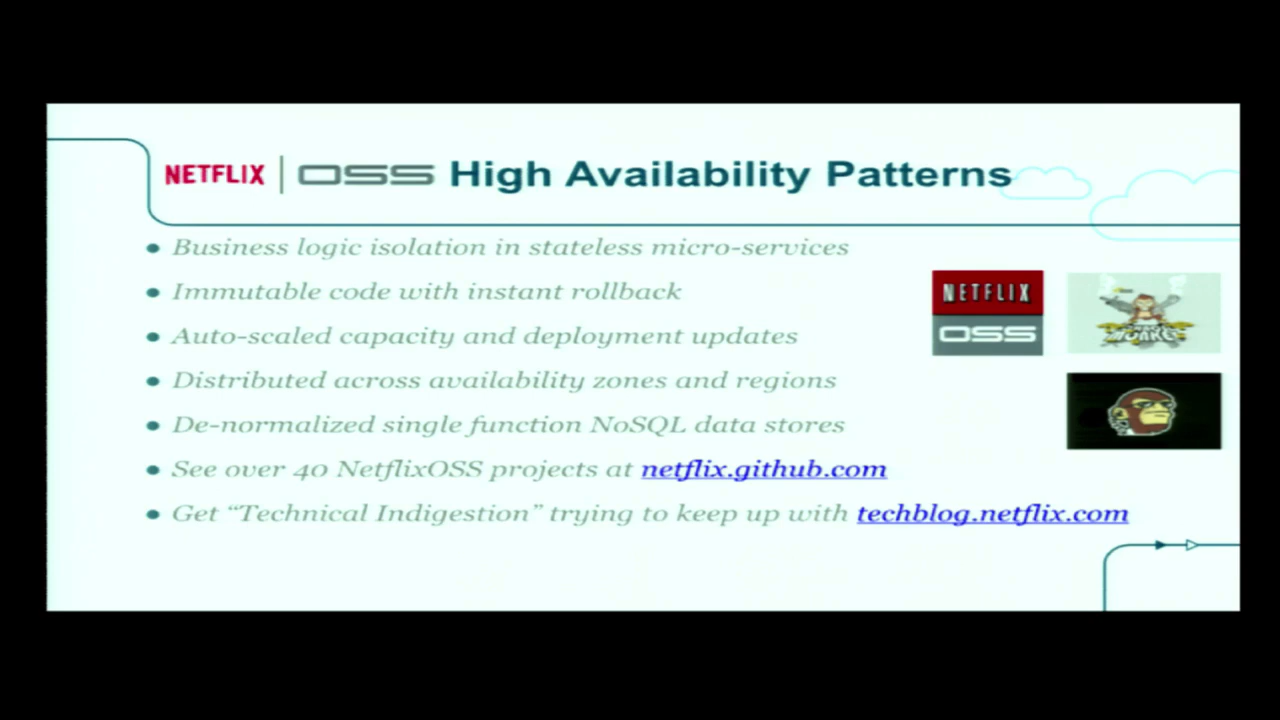 NETFLIX | OSS High Availability Patterns
Business logic isolation in stateless micro-services
Immutable code with instant rollback
Auto-scaled capacity and deployment updates
Distributed across availability zones and regions
De-normalized single function NoSQL data stores
See over 40 NetflixOSS projects at netflix.github.com
Get “Technical Indigestion” trying to keep up with techblog.netflix.com
NETFLIX
OSS